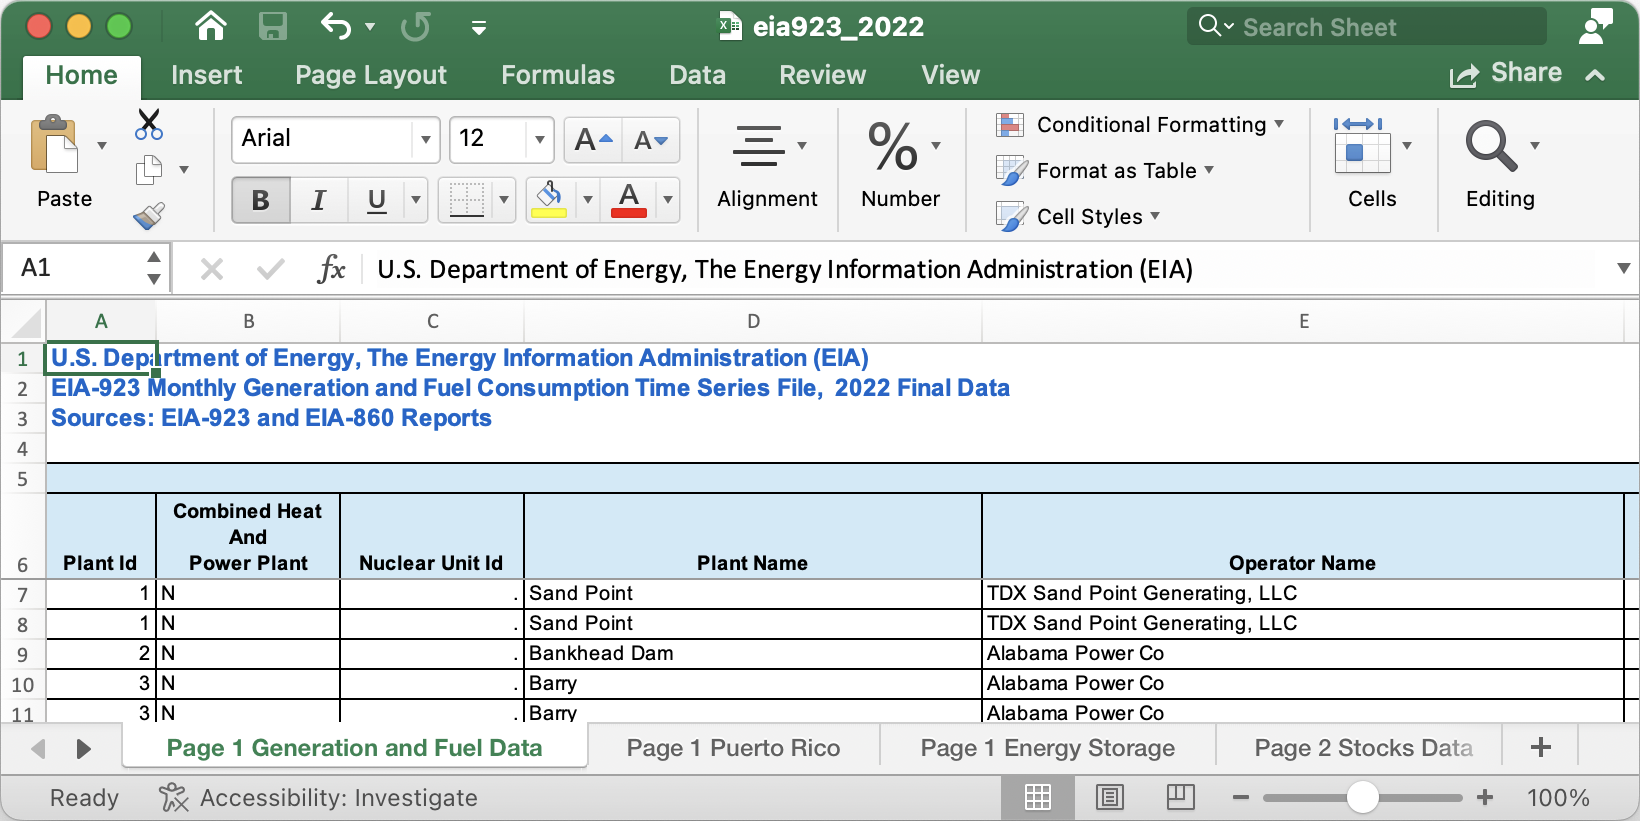 eia923_2022
Search Sheet
Home Insert Page Layout Formulas Data Review View Share
Paste
Arial 12 A A
B I U A
Alignment
% Number
Conditional Formatting
Format as Table
Cell Styles
Cells
Editing
A1 fx U.S. Department of Energy, The Energy Information Administration (EIA)
A B C D E
1 U.S. Department of Energy, The Energy Information Administration (EIA)
2 EIA-923 Monthly Generation and Fuel Consumption Time Series File,  2022 Final Data
3 Sources: EIA-923 and EIA-860 Reports
4
5
Combined Heat
And
6 Plant Id Power Plant Nuclear Unit Id Plant Name Operator Name
7 1 N . Sand Point TDX Sand Point Generating, LLC
8 1 N . Sand Point TDX Sand Point Generating, LLC
9 2 N . Bankhead Dam Alabama Power Co
10 3 N . Barry Alabama Power Co
11 3 N . Barry Alabama Power Co
Page 1 Generation and Fuel Data Page 1 Puerto Rico Page 1 Energy Storage Page 2 Stocks Data +
Ready Accessibility: Investigate − + 100%